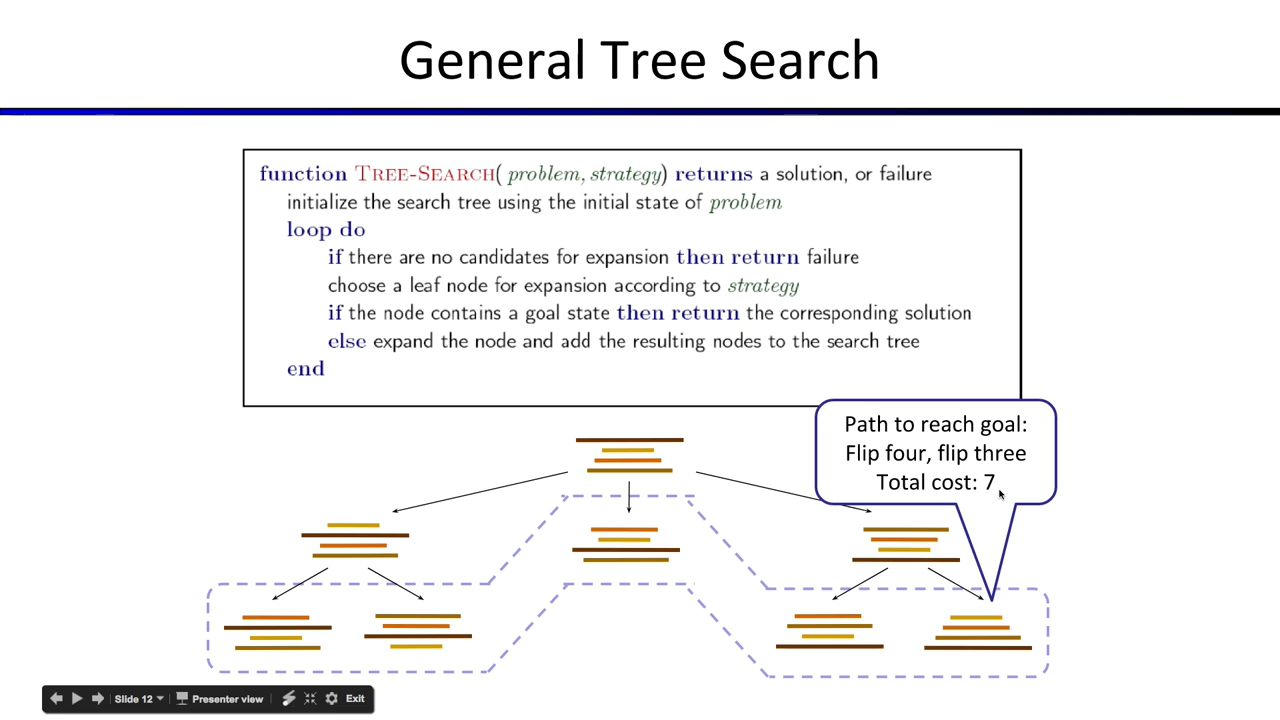 General Tree Search
function TREE-SEARCH( problem, strategy) returns a solution, or failure
initialize the search tree using the initial state of problem
loop do
if there are no candidates for expansion then return failure
choose a leaf node for expansion according to strategy
if the node contains a goal state then return the corresponding solution
else expand the node and add the resulting nodes to the search tree
end
Path to reach goal:
Flip four, flip three
Total cost: 7
Slide 12 Presenter view Exit